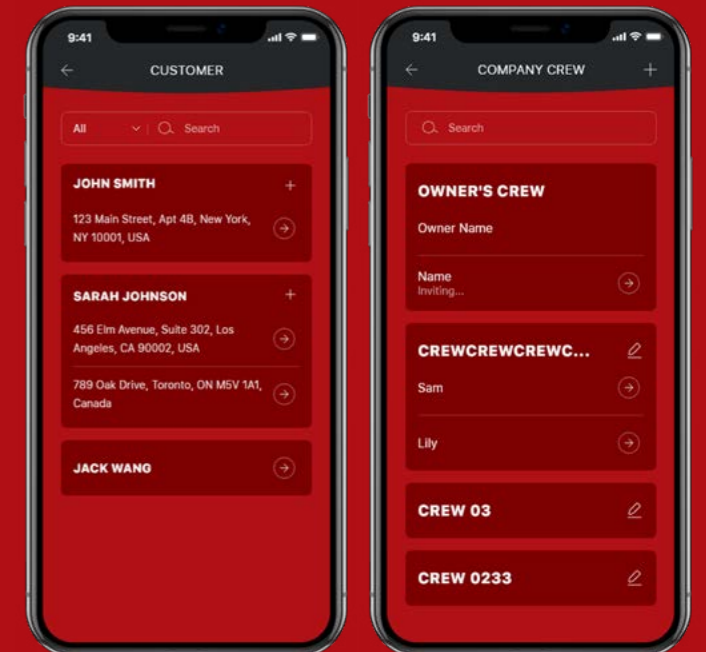 9:41
CUSTOMER
All
Search
JOHN SMITH
123 Main Street, Apt 4B, New York,
NY 10001, USA
SARAH JOHNSON
456 Elm Avenue, Suite 302, Los
Angeles, CA 90002, USA
789 Oak Drive, Toronto, ON M5V 1A1,
Canada
JACK WANG
9:41
COMPANY CREW
Search
OWNER'S CREW
Owner Name
Name
Inviting...
CREWCREWCREWC...
Sam
Lily
CREW 03
CREW 0233